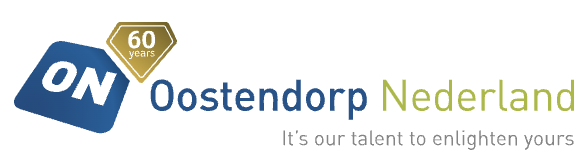 60
years
ON
Oostendorp Nederland
It's our talent to enlighten yours